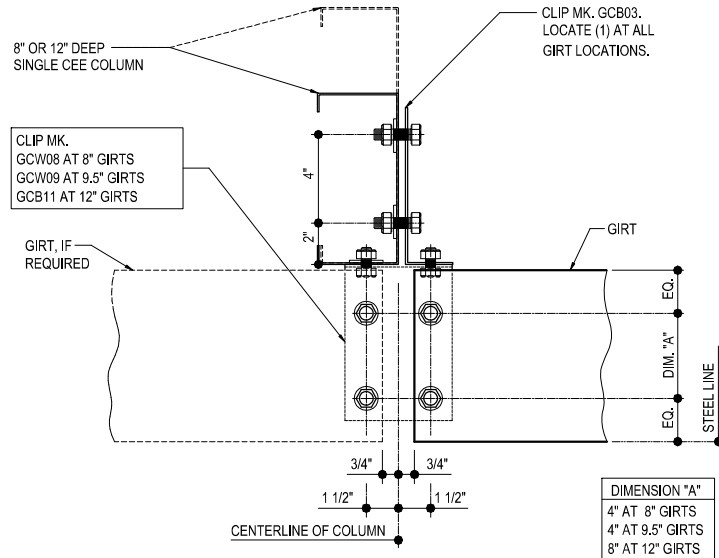 CLIP MK. GCB03.
LOCATE (1) AT ALL
GIRT LOCATIONS.
8" OR 12" DEEP
SINGLE CEE COLUMN
CLIP MK.
GCW08 AT 8" GIRTS
GCW09 AT 9.5" GIRTS
GCB11 AT 12" GIRTS
4"
2"
GIRT, IF
REQUIRED
GIRT
EQ.
DIM. "A"
EQ.
STEEL LINE
3/4"
3/4"
1 1/2"
1 1/2"
CENTERLINE OF COLUMN
DIMENSION "A"
4" AT 8" GIRTS
4" AT 9.5" GIRTS
8" AT 12" GIRTS